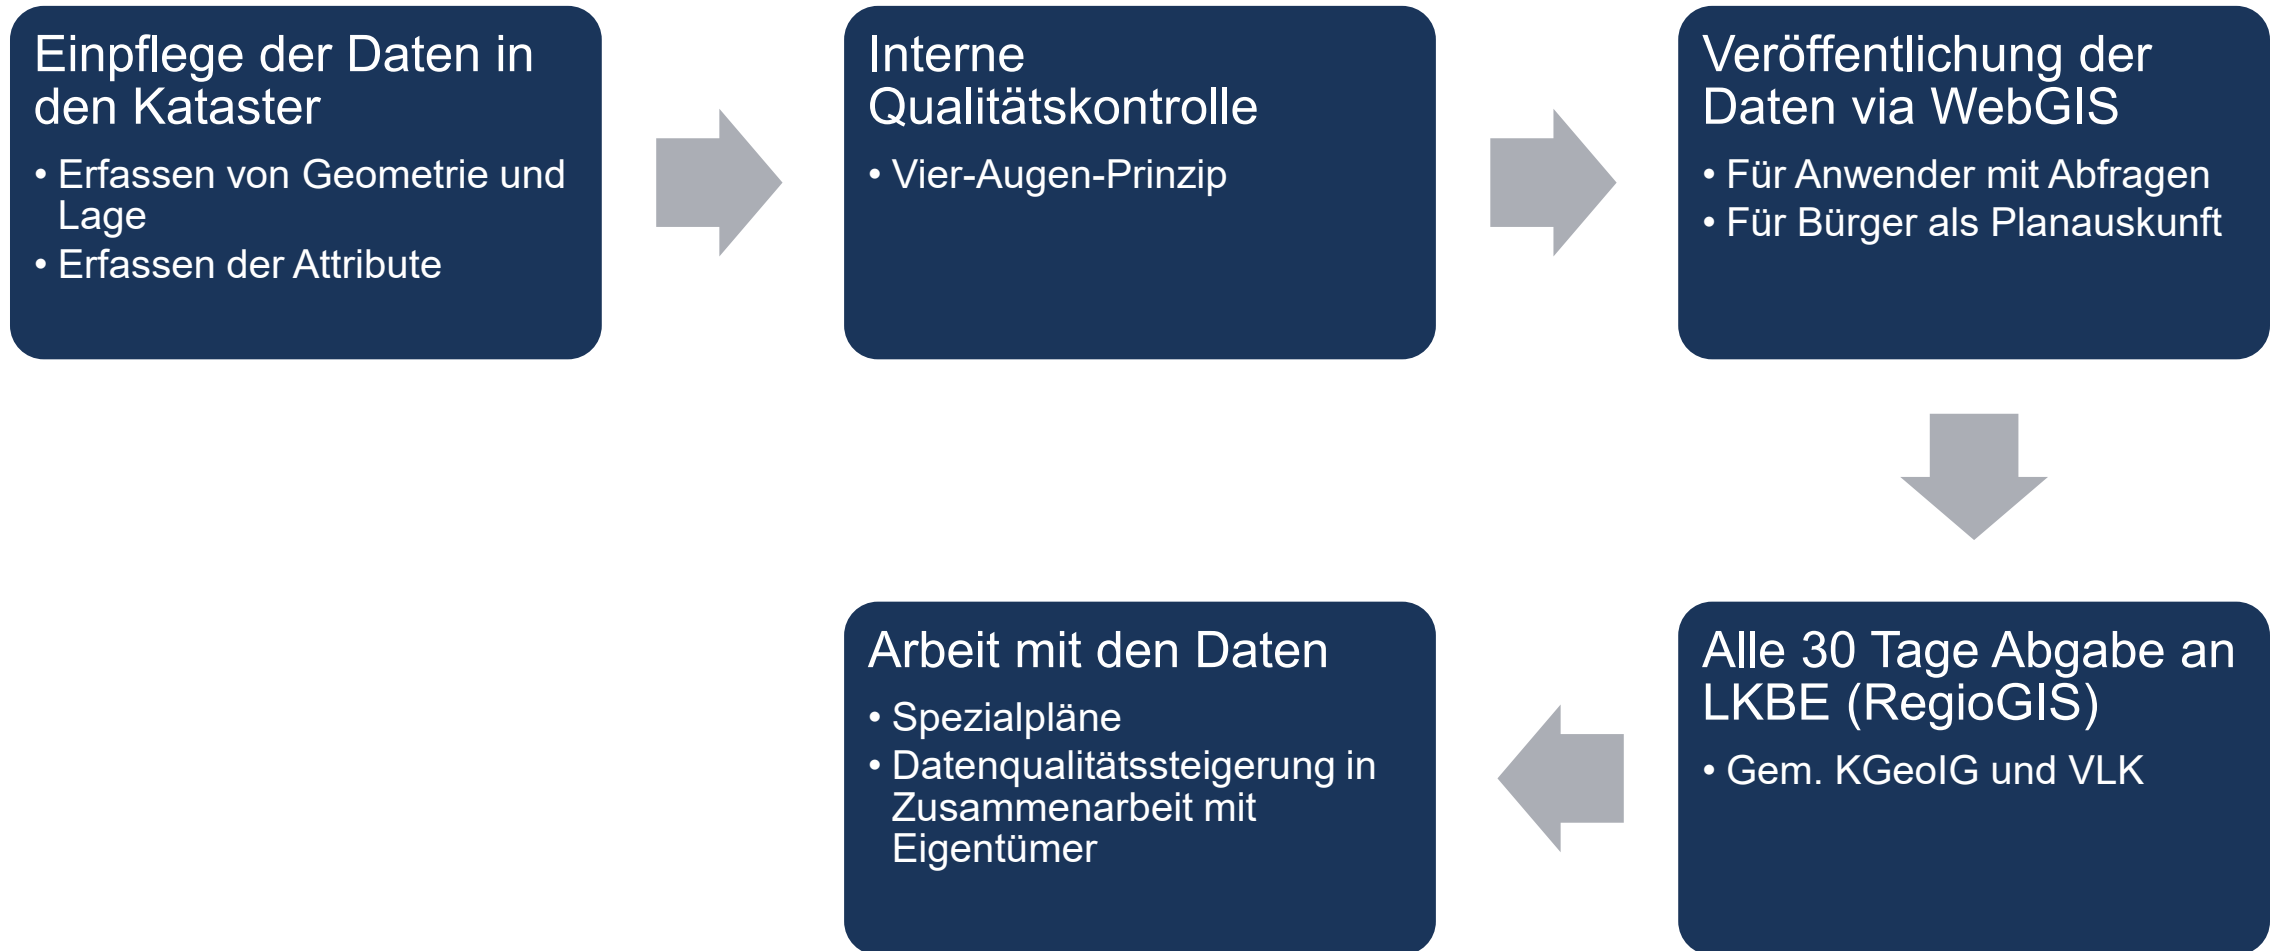 Einpflege der Daten in
den Kataster
• Erfassen von Geometrie und
Lage
• Erfassen der Attribute
Interne
Qualitätskontrolle
• Vier-Augen-Prinzip
Veröffentlichung der
Daten via WebGIS
• Für Anwender mit Abfragen
• Für Bürger als Planauskunft
Alle 30 Tage Abgabe an
LKBE (RegioGIS)
• Gem. KGeoIG und VLK
Arbeit mit den Daten
• Spezialpläne
• Datenqualitätssteigerung in
Zusammenarbeit mit
Eigentümer